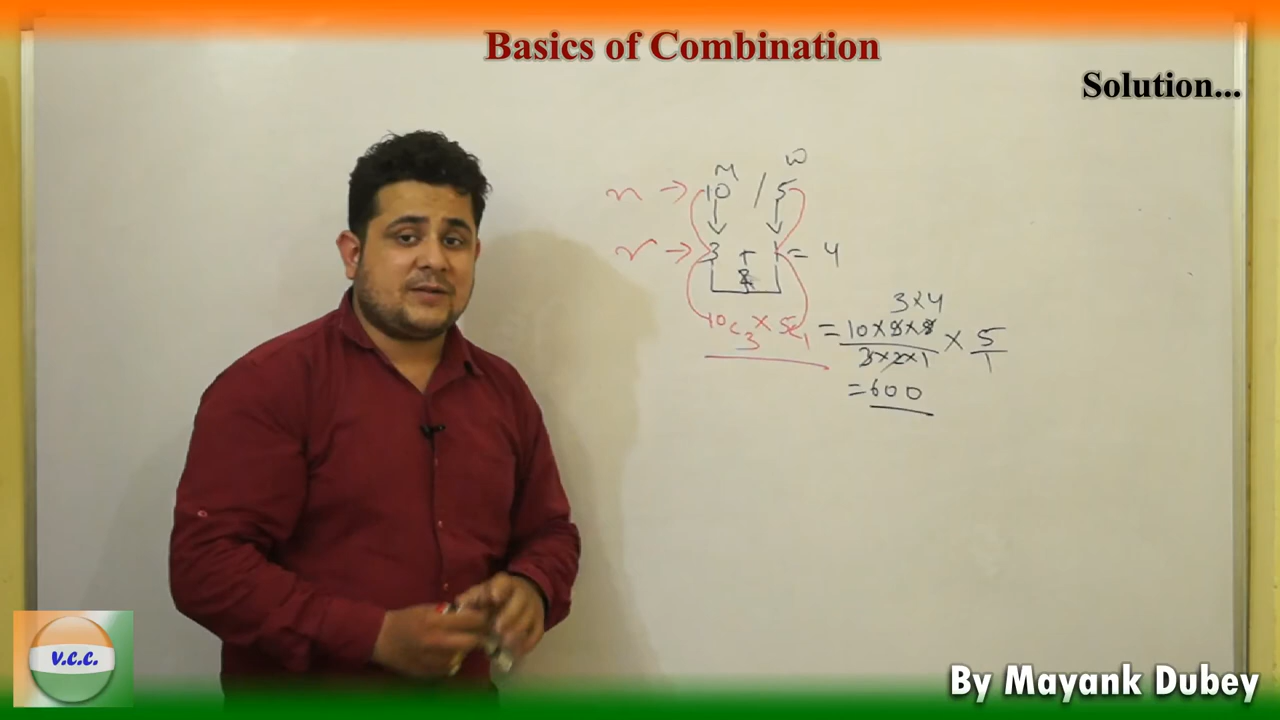 Basics of Combination
Solution...
M W
n → 10 / 5
r → 3 + 1 = 4
3 × 4
10c3 × 5c1 = 10 × 9 × 8 × 5
3 × 2 × 1 1
= 600
V.C.C.
By Mayank Dubey